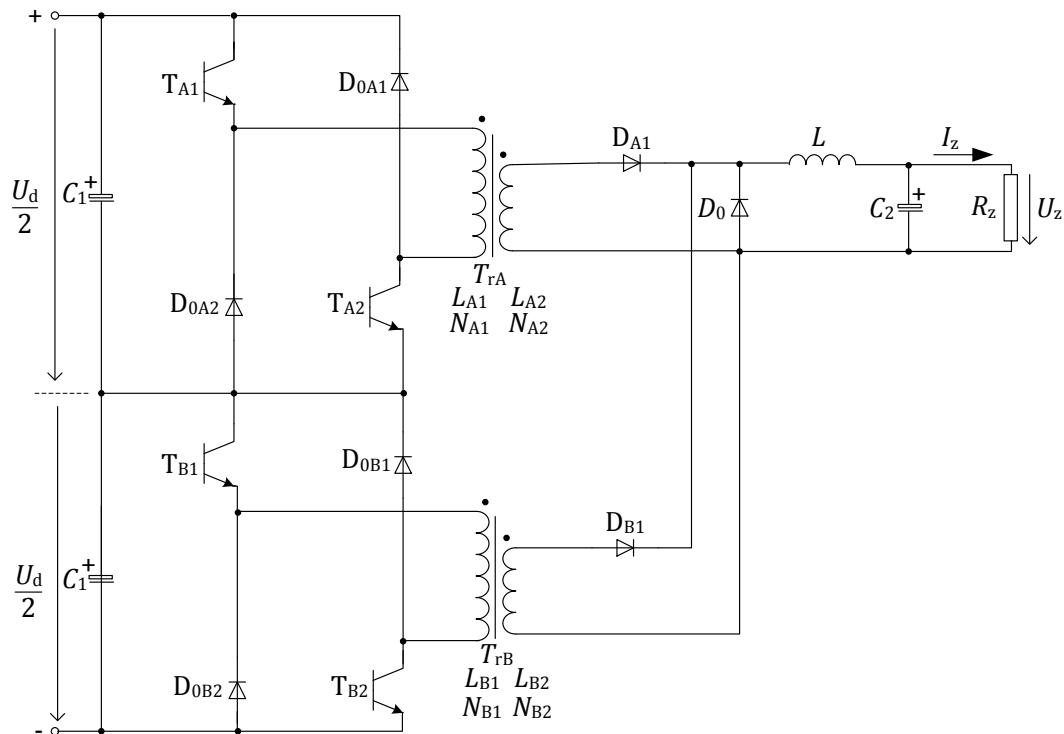 +
T_A1
D_0A1
D_A1
L
I_z
U_d
2
C_1
+
D_0
C_2
+
R_z
U_z
T_rA
L_A1 L_A2
N_A1 N_A2
D_0A2
T_A2
T_B1
D_0B1
D_B1
U_d
2
C_1
+
T_rB
L_B1 L_B2
N_B1 N_B2
D_0B2
T_B2
-